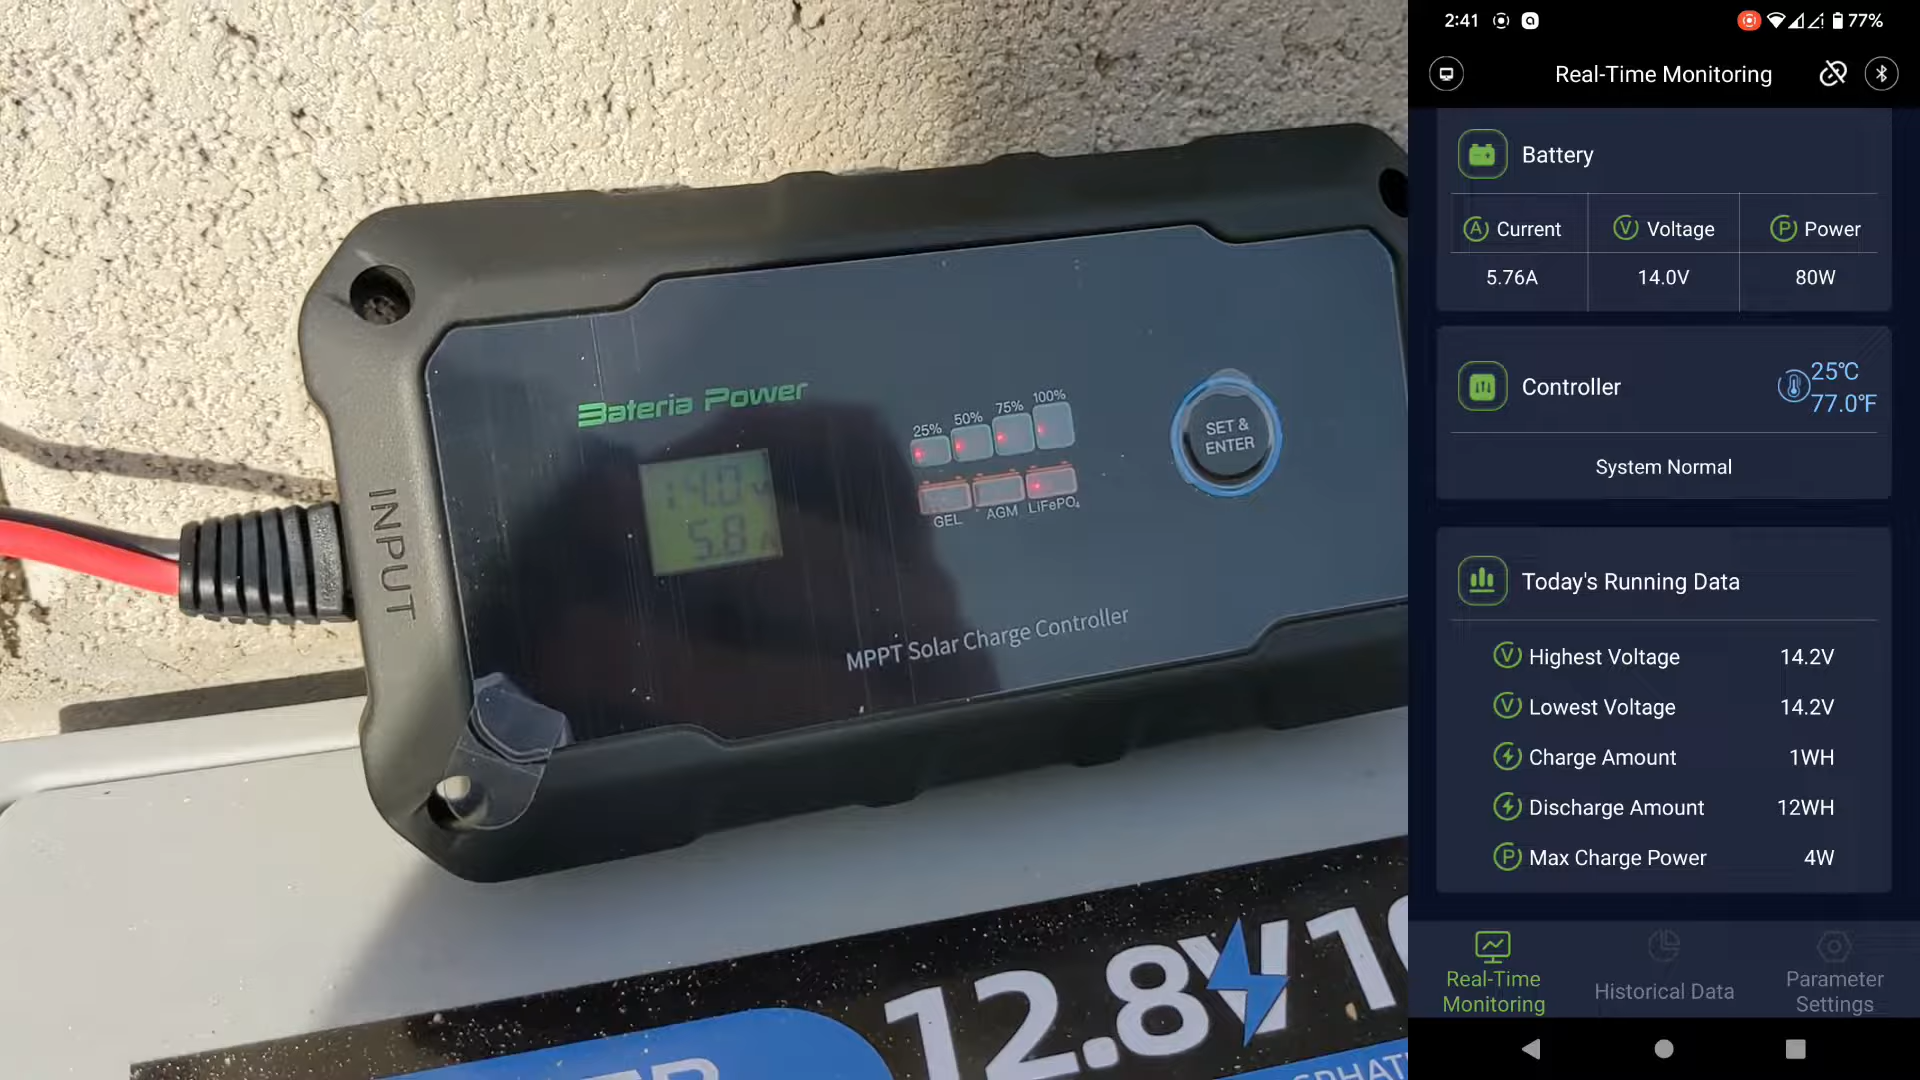 Bateria Power
25% 50% 75% 100%
14.0 V
5.8 A
GEL AGM LiFePO₄
SET &
ENTER
INPUT
MPPT Solar Charge Controller
12.8V
2:41
77%
Real-Time Monitoring
Battery
A Current V Voltage P Power
5.76A 14.0V 80W
Controller
25℃
77.0℉
System Normal
Today's Running Data
V Highest Voltage 14.2V
V Lowest Voltage 14.2V
Charge Amount 1WH
Discharge Amount 12WH
P Max Charge Power 4W
Real-Time
Monitoring
Historical Data
Parameter
Settings